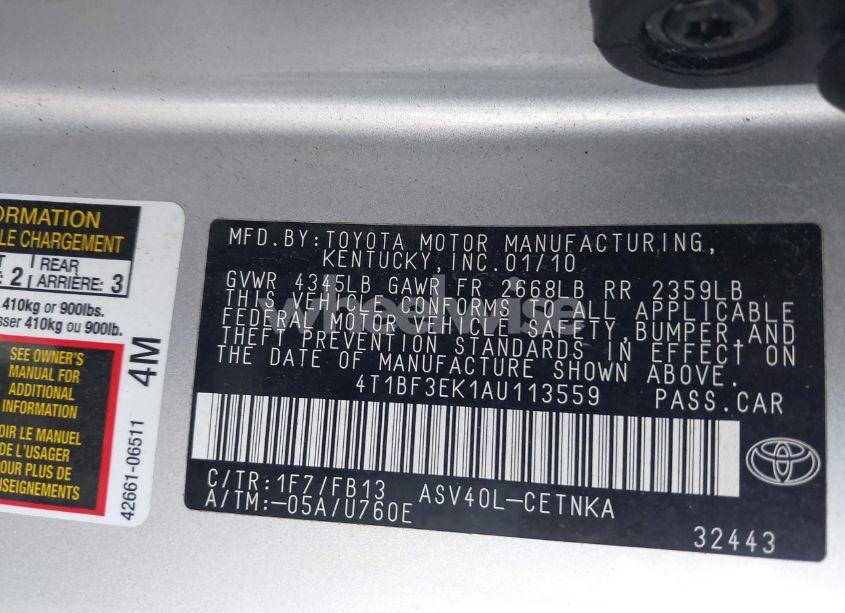 ORMATION
LE CHARGEMENT
T
: 2
REAR
ARRIÈRE: 3
410kg or 900lbs.
sser 410kg ou 900lb.
SEE OWNER'S
MANUAL FOR
ADDITIONAL
INFORMATION
OIR LE MANUEL
DE L'USAGER
POUR PLUS DE
NSEIGNEMENTS
4M
42661-06511
MFD.BY:TOYOTA MOTOR MANUFACTURING,
KENTUCKY,INC.01/10
GVWR 4345LB GAWR FR 2668LB RR 2359LB
THIS VEHICLE CONFORMS TO ALL APPLICABLE
FEDERAL MOTOR VEHICLE SAFETY,BUMPER,AND
THEFT PREVENTION STANDARDS IN EFFECT ON
THE DATE OF MANUFACTURE SHOWN ABOVE.
4T1BF3EK1AU113559 PASS.CAR
C/TR:1F7/FB13 ASV40L-CETNKA
A/TM:-05A/U760E
32443
wheelwise